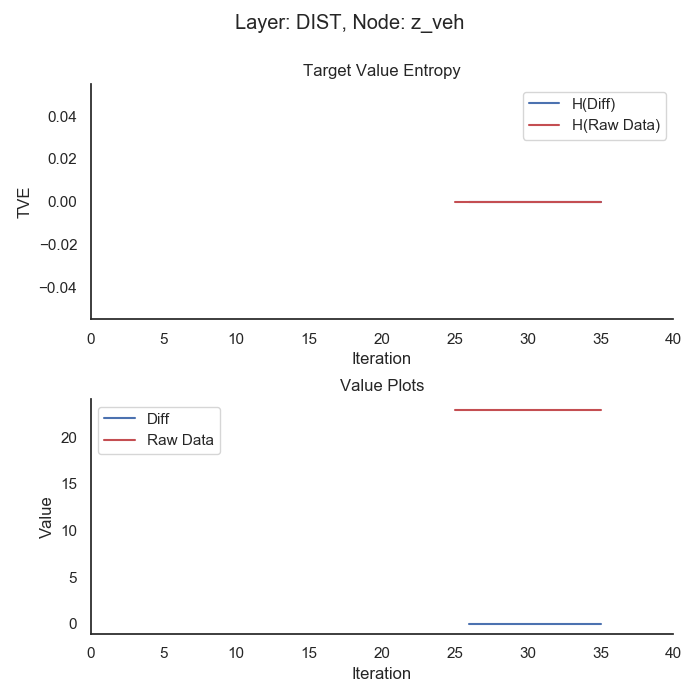 Layer: DIST, Node: z_veh
Target Value Entropy
H(Diff)
H(Raw Data)
0.04
0.02
0.00
−0.02
−0.04
TVE
0 5 10 15 20 25 30 35 40
Iteration
Value Plots
Diff
Raw Data
20
15
10
5
0
Value
0 5 10 15 20 25 30 35 40
Iteration